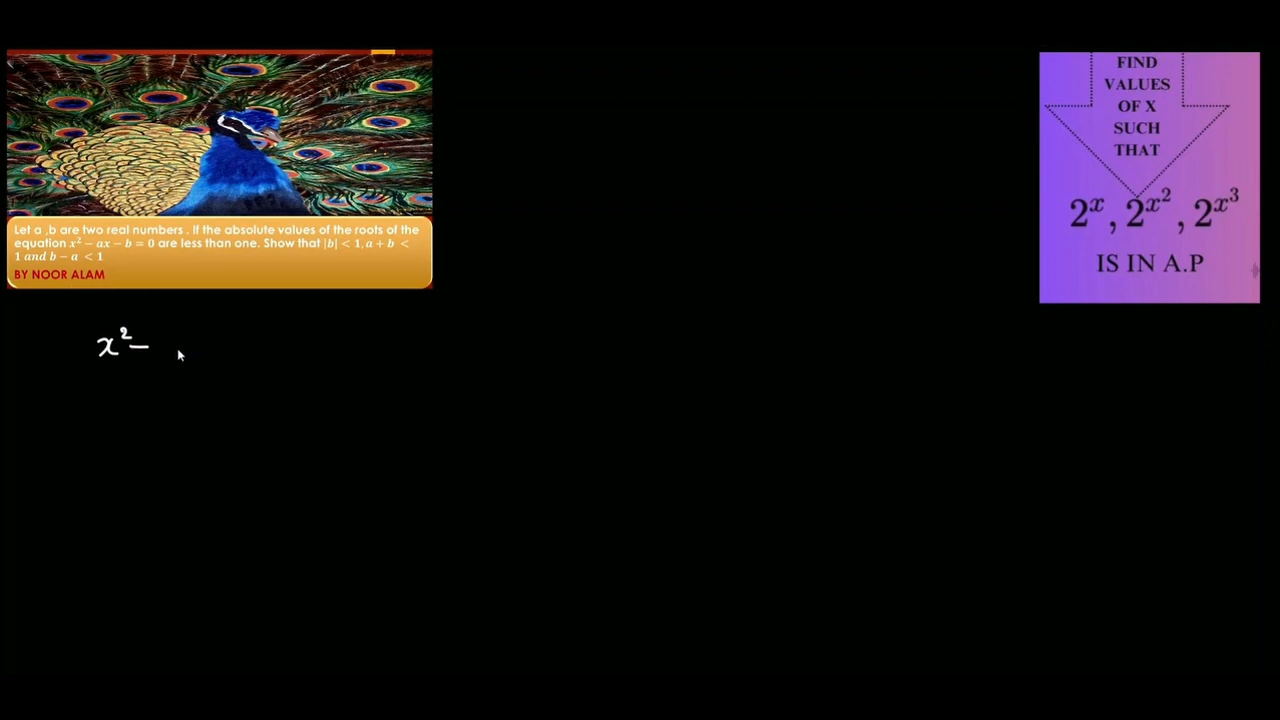 Let a ,b are two real numbers . If the absolute values of the roots of the
equation x² − ax − b = 0 are less than one. Show that |b| < 1, a + b <
1 and b − a < 1
BY NOOR ALAM
x² −
FIND
VALUES
OF X
SUCH
THAT
2^x , 2^{x^2} , 2^{x^3}
IS IN A.P